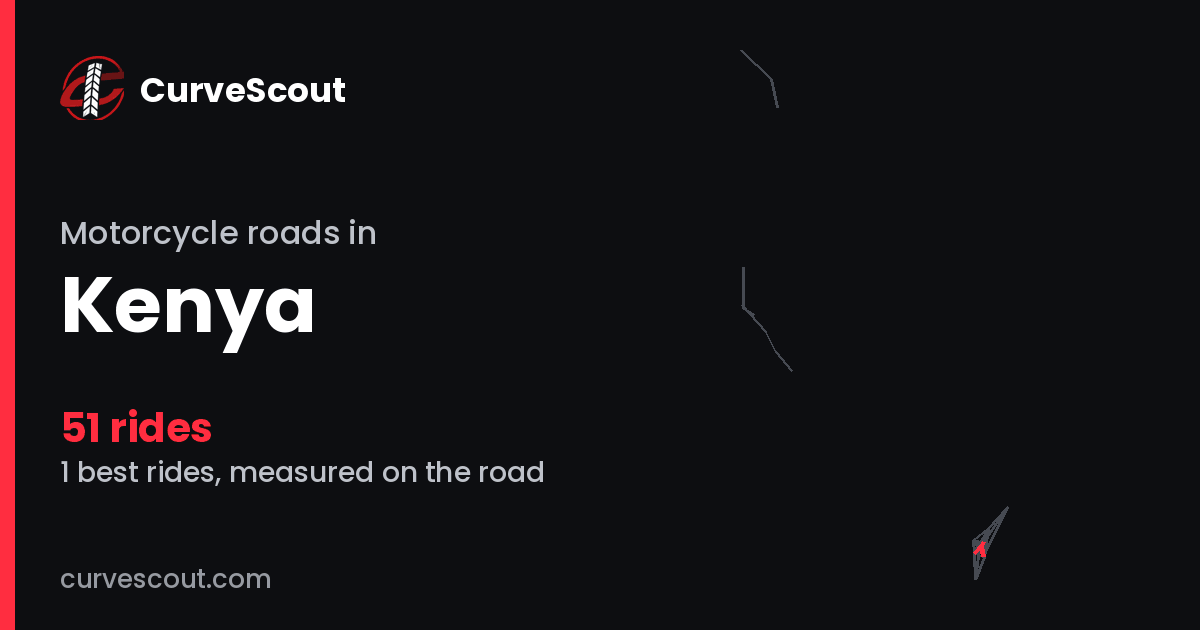 CurveScout
Motorcycle roads in
Kenya
51 rides
1 best rides, measured on the road
curvescout.com